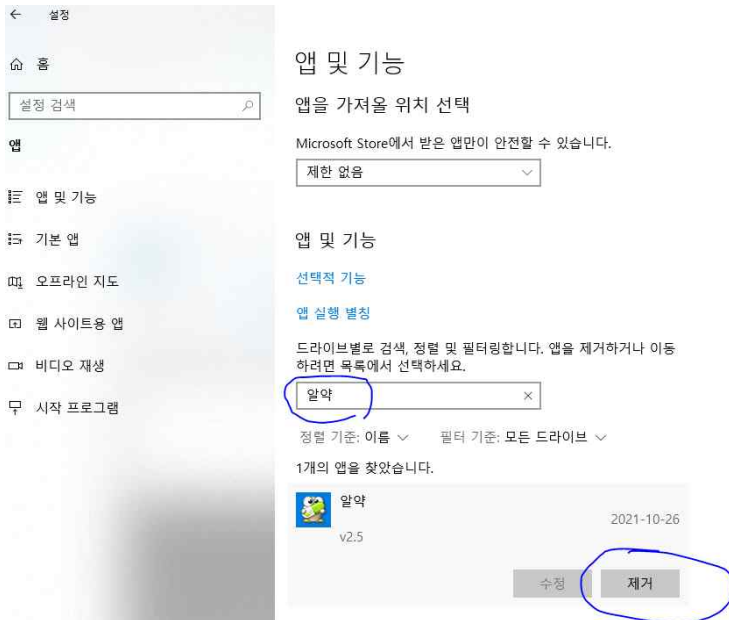 설정
홈
설정 검색
앱
앱 및 기능
기본 앱
오프라인 지도
웹 사이트용 앱
비디오 재생
시작 프로그램
앱 및 기능
앱을 가져올 위치 선택
Microsoft Store에서 받은 앱만이 안전할 수 있습니다.
제한 없음
앱 및 기능
선택적 기능
앱 실행 별칭
드라이브별로 검색, 정렬 및 필터링합니다. 앱을 제거하거나 이동
하려면 목록에서 선택하세요.
알약
정렬 기준: 이름 필터 기준: 모든 드라이브
1개의 앱을 찾았습니다.
알약
2021-10-26
v2.5
수정 제거